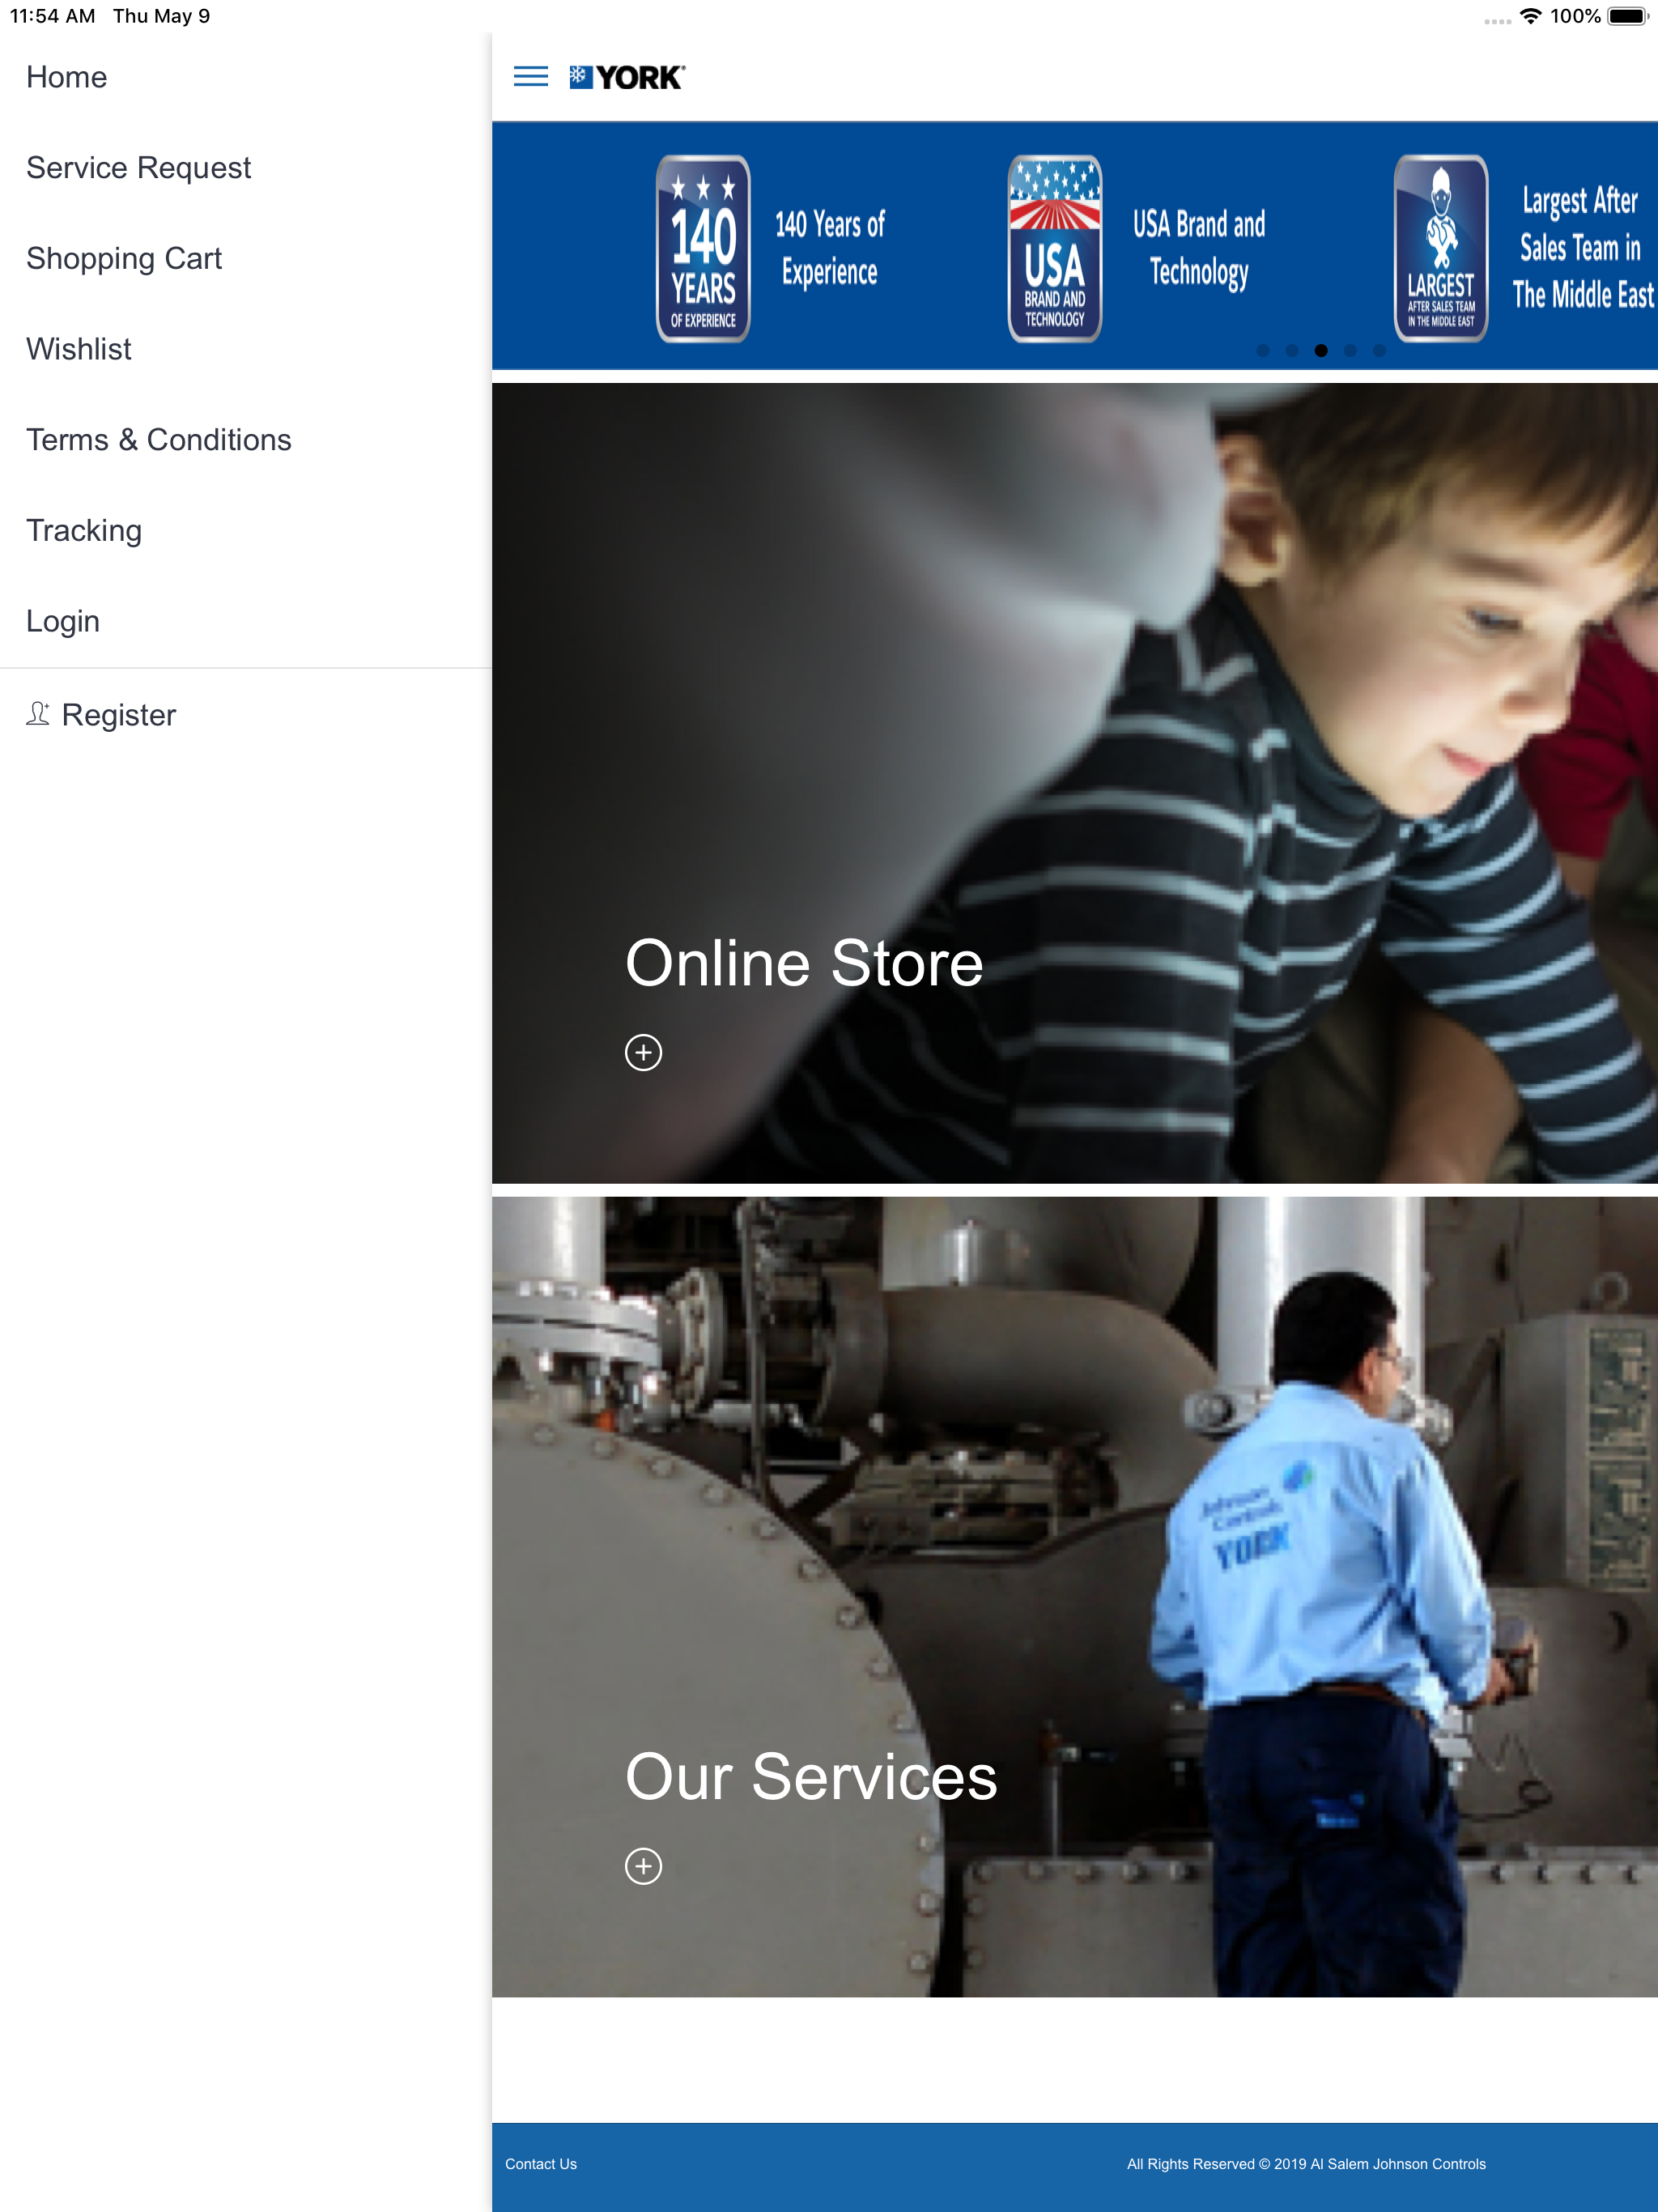 11:54 AM Thu May 9
100%
Home
Service Request
Shopping Cart
Wishlist
Terms & Conditions
Tracking
Login
Register
YORK
140
YEARS
OF EXPERIENCE
140 Years of
Experience
USA
BRAND AND
TECHNOLOGY
USA Brand and
Technology
LARGEST
AFTER SALES TEAM
IN THE MIDDLE EAST
Largest After
Sales Team in
The Middle East
Online Store
Johnson
Controls
YORK
Our Services
Contact Us
All Rights Reserved © 2019 Al Salem Johnson Controls